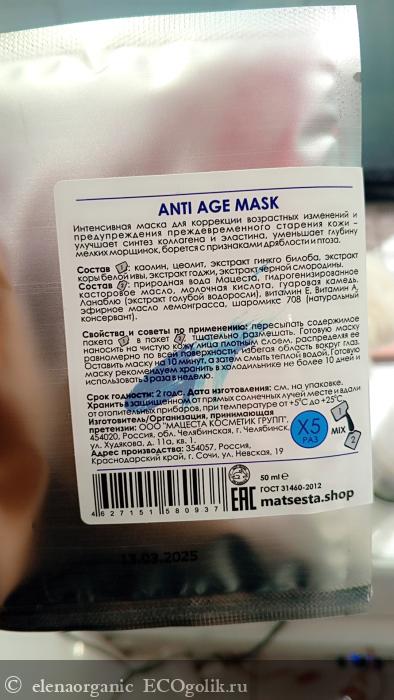 ANTI AGE MASK
Интенсивная маска для коррекции возрастных изменений и
предупреждения преждевременного старения кожи –
улучшает синтез коллагена и эластина, уменьшает глубину
мелких морщинок, борется с признаками дряблости и птоза.
Состав 1: каолин, цеолит, экстракт гинкго билоба, экстракт
коры белой ивы, экстракт годжи, экстракт черной смородины.
Состав 2: природная вода Мацесто, гидрогенизированное
касторовое масло, молочная кислота, гуаровая камедь,
Ланаблю (экстракт голубой водоросли), витамин Е, Витамин А,
эфирное масло лемонграсса, шаромикс 708 (натуральный
консервант).
Свойства и советы по применению: пересыпать содержимое
пакета 1 в пакет 2, тщательно размешать. Готовую маску
наносить на чистую кожу лица плотным слоем, распределяя ее
равномерно по всей поверхности, избегая область вокруг глаз.
Оставить маску на 10 минут, а затем смыть теплой водой. Готовую
маску рекомендуем хранить в холодильнике не более 10 дней и
использовать 3 раза в неделю.
Срок годности: 2 года. Дата изготовления: см. на упаковке.
Хранить в защищенном от прямых солнечных лучей месте и вдали
от отопительных приборов, при температуре от +5°С до +25°С
Изготовитель/Организация, принимающая
претензии: ООО "МАЦЕСТА КОСМЕТИК ГРУПП",
454020, Россия, обл. Челябинская, г. Челябинск,
ул. Худякова, д. 11а, кв. 1.
Адрес производства: 354057, Россия,
Краснодарский край, г. Сочи, ул. Невская, 19
X5
РАЗ
1
MIX
2
4 627151 580937
50 ml e
ГОСТ 31460-2012
EAC matsesta.shop
13.03.2025
© elenaorganic ECOgolik.ru